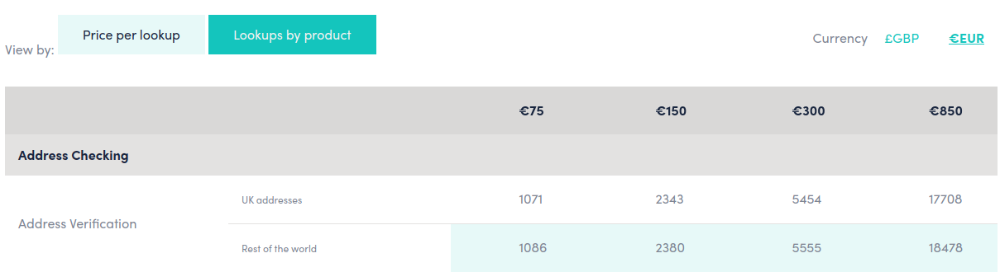 View by: Price per lookup Lookups by product Currency £GBP €EUR
€75 €150 €300 €850
Address Checking
Address Verification
UK addresses 1071 2343 5454 17708
Rest of the world 1086 2380 5555 18478